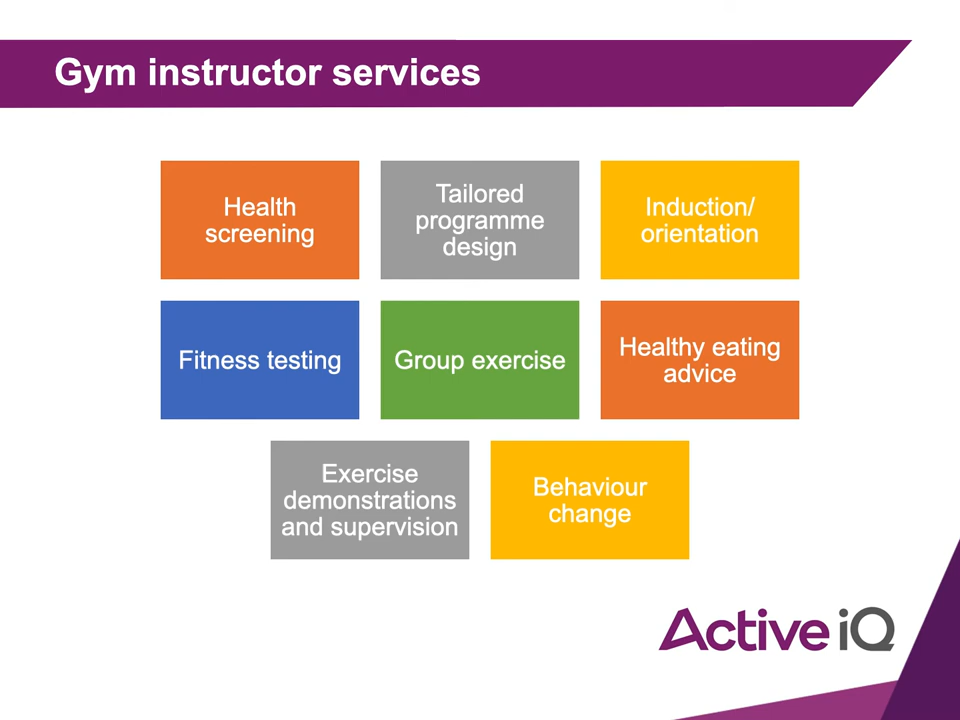 Gym instructor services
Health
screening
Tailored
programme
design
Induction/
orientation
Fitness testing
Group exercise
Healthy eating
advice
Exercise
demonstrations
and supervision
Behaviour
change
Active iQ